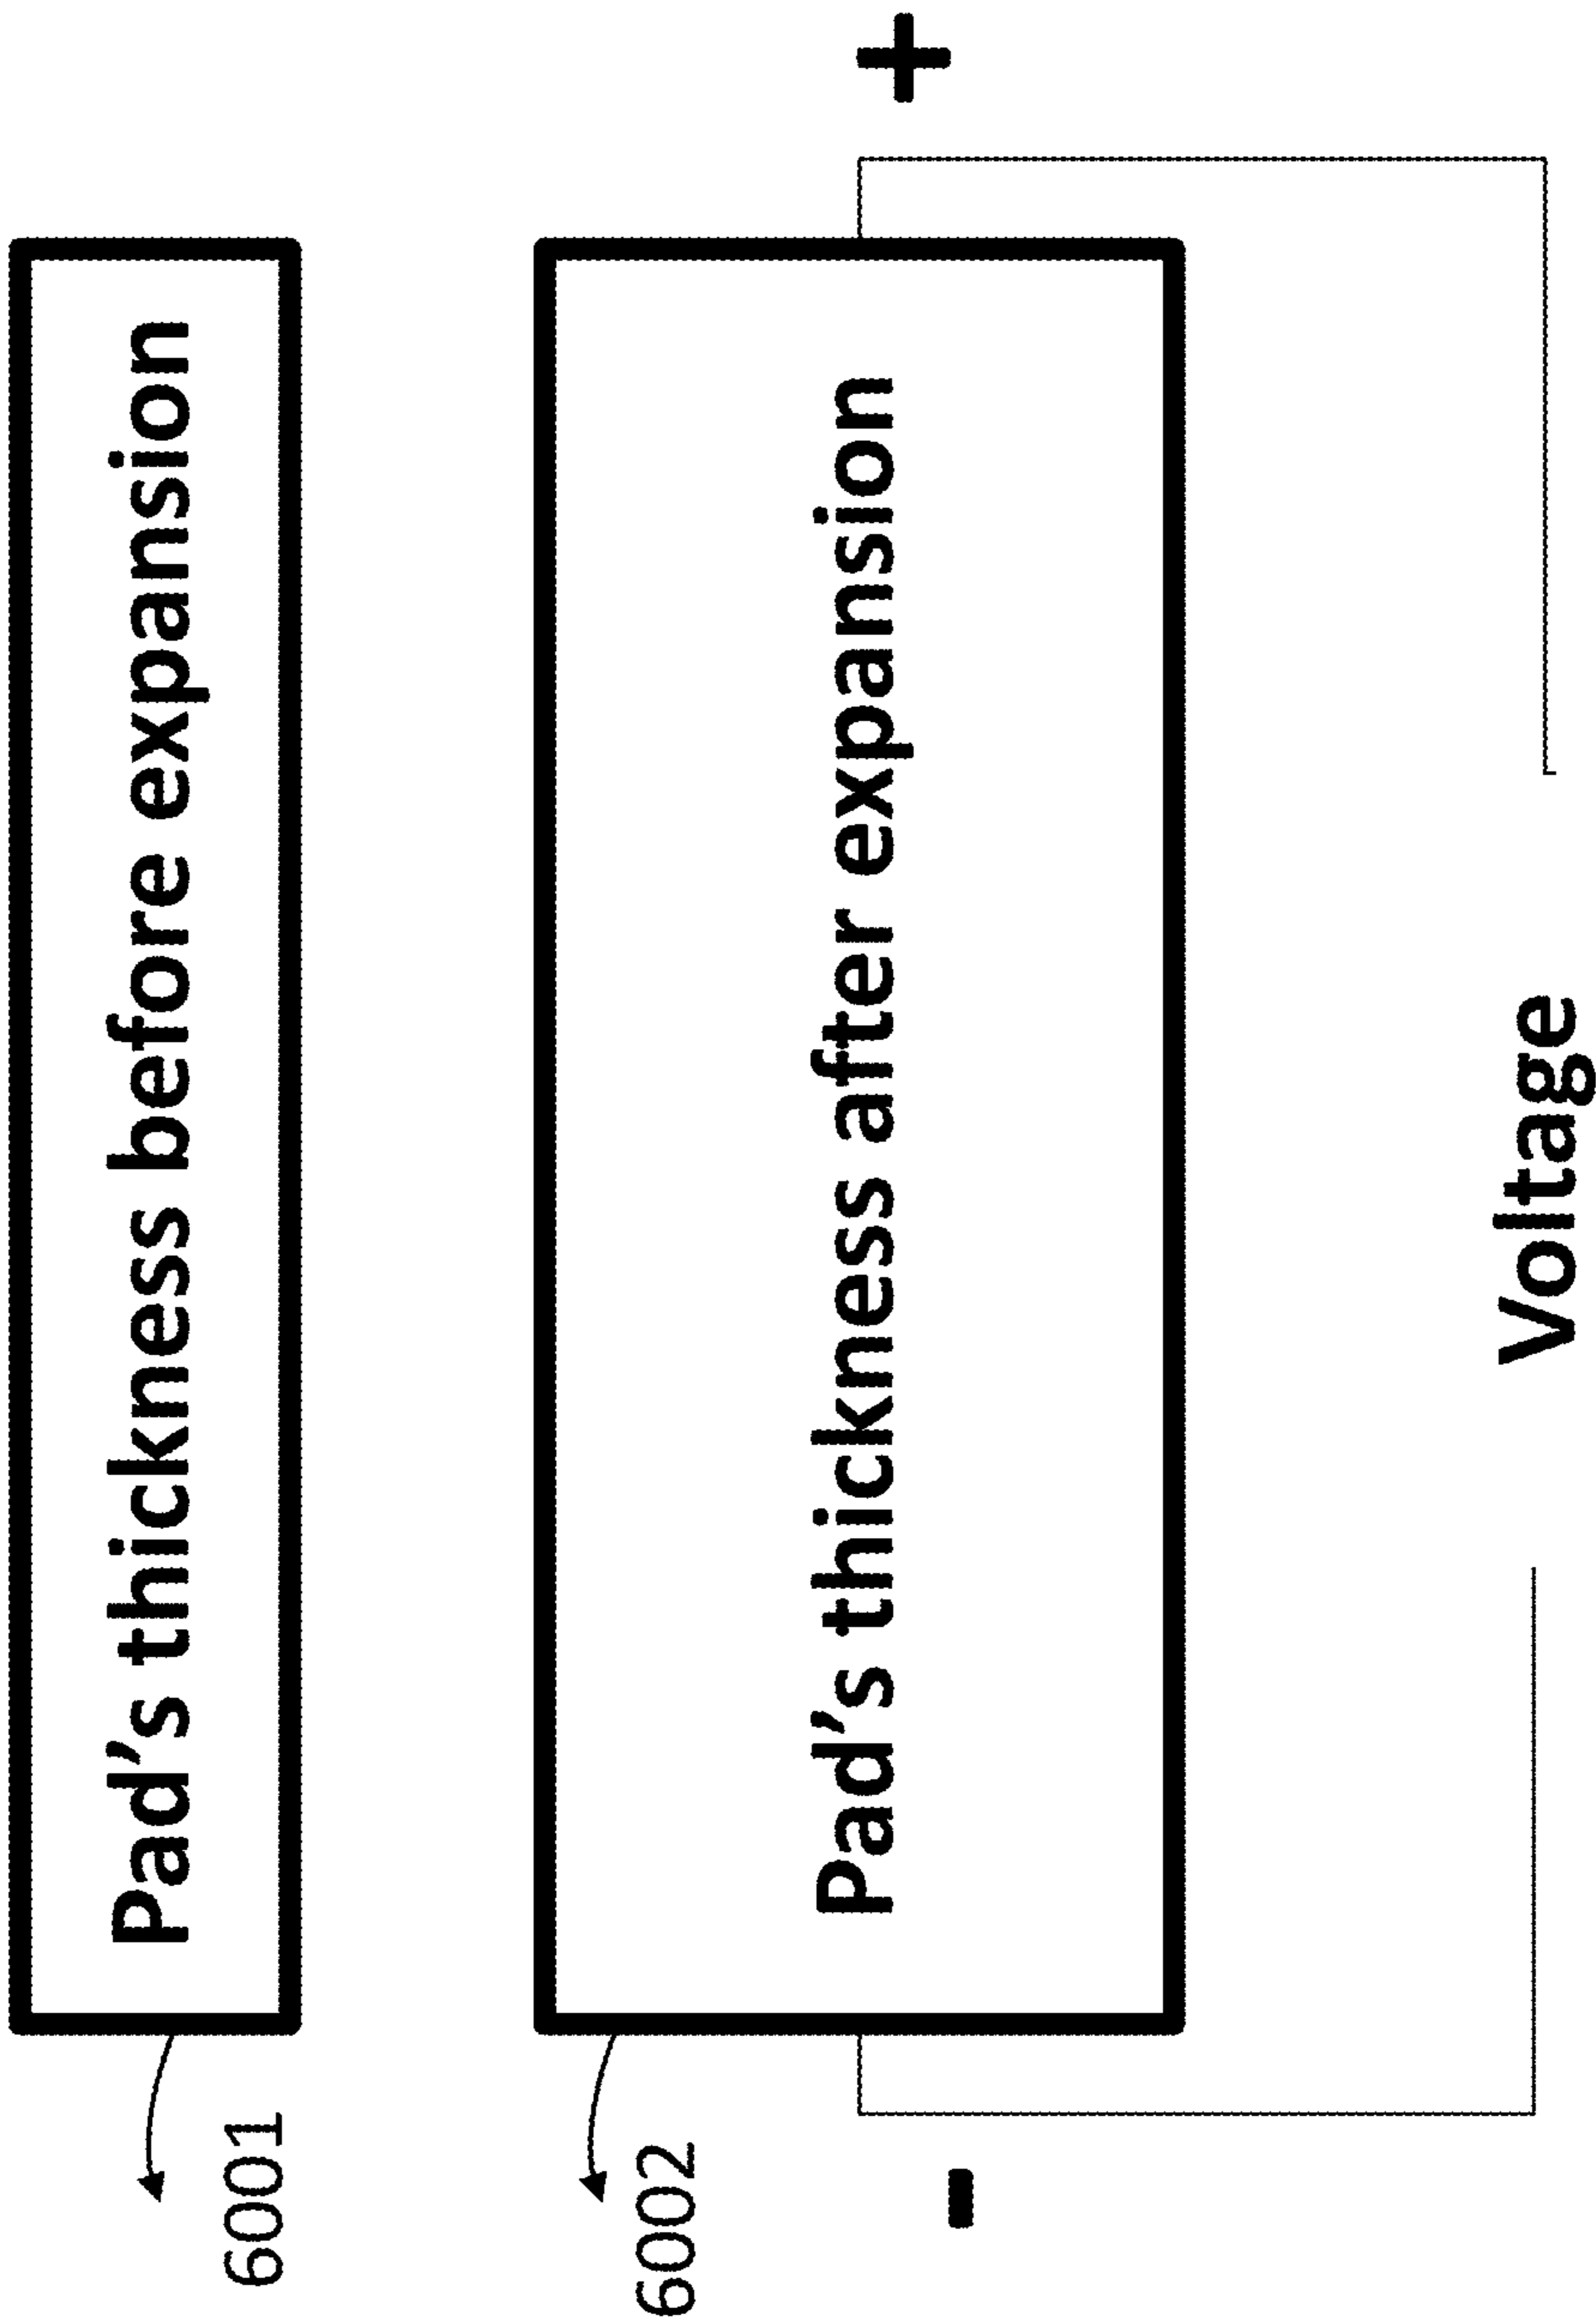 6001
Pad's thickness before expansion
6002
Pad's thickness after expansion
-
+
Voltage